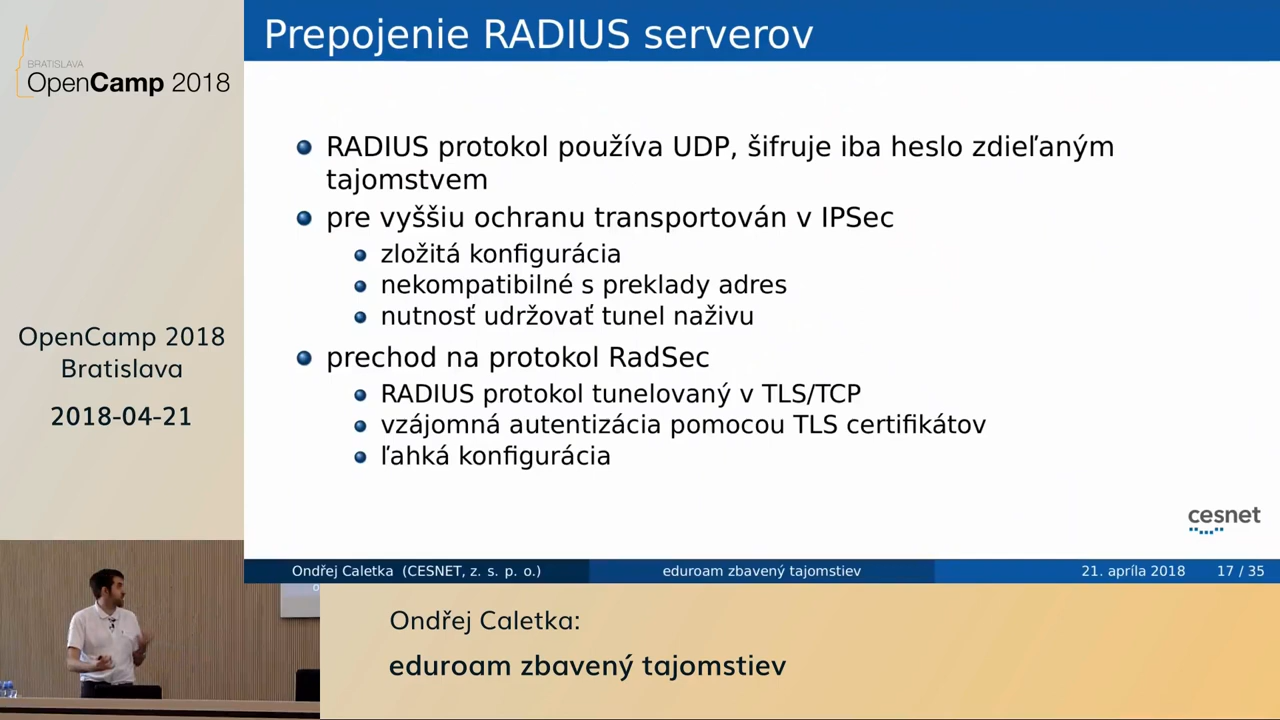 Prepojenie RADIUS serverov
BRATISLAVA
OpenCamp 2018
RADIUS protokol používa UDP, šifruje iba heslo zdieľaným
tajomstvem
pre vyššiu ochranu transportován v IPSec
zložitá konfigurácia
nekompatibilné s preklady adres
nutnosť udržovať tunel naživu
prechod na protokol RadSec
RADIUS protokol tunelovaný v TLS/TCP
vzájomná autentizácia pomocou TLS certifikátov
ľahká konfigurácia
cesnet
OpenCamp 2018
Bratislava
2018-04-21
Ondřej Caletka (CESNET, z. s. p. o.)
eduroam zbavený tajomstiev
21. apríla 2018
17 / 35
Ondřej Caletka:
eduroam zbavený tajomstiev